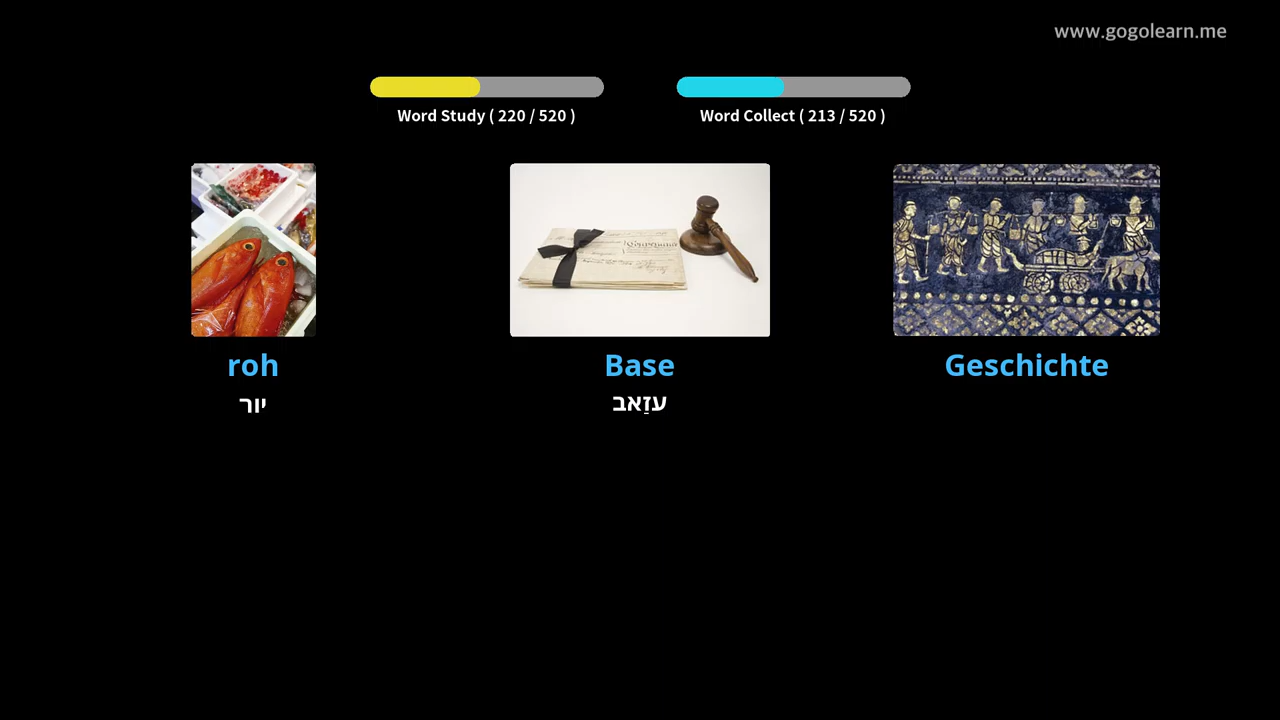 www.gogolearn.me
Word Study ( 220 / 520 )
Word Collect ( 213 / 520 )
roh
Base
Geschichte
יור
עזַאב